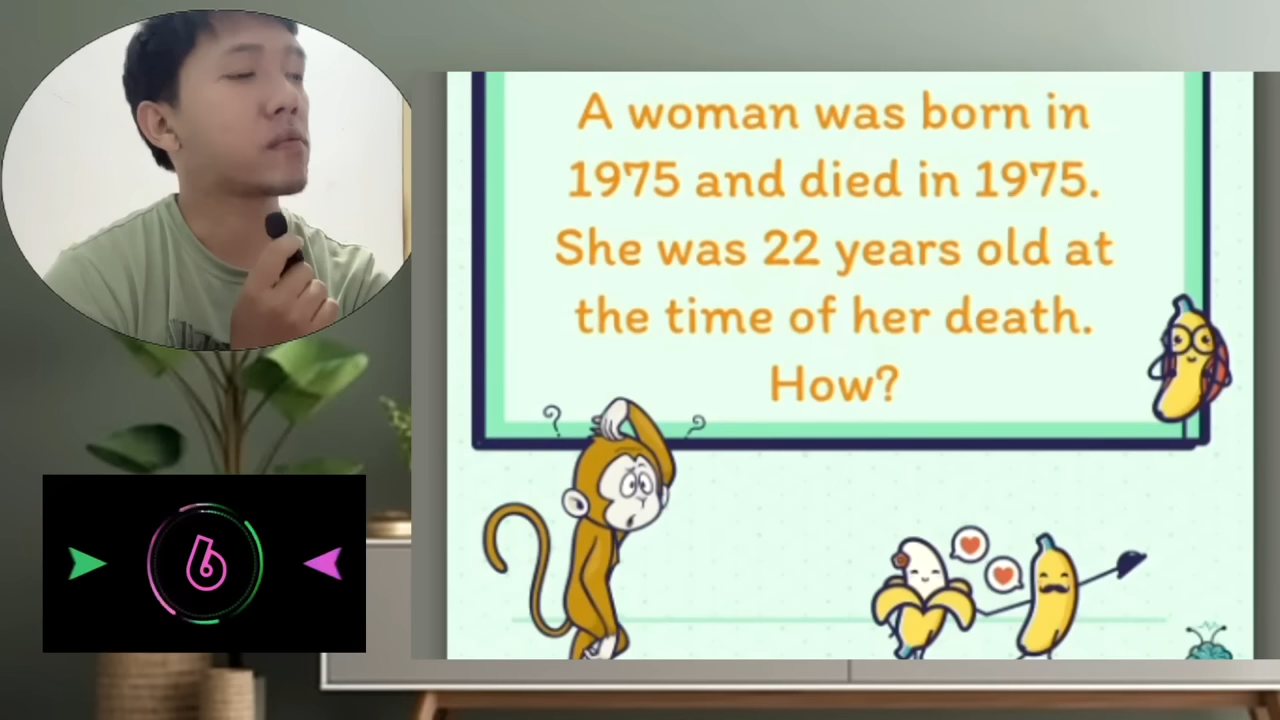 A woman was born in
1975 and died in 1975.
She was 22 years old at
the time of her death.
How?
? ?
6